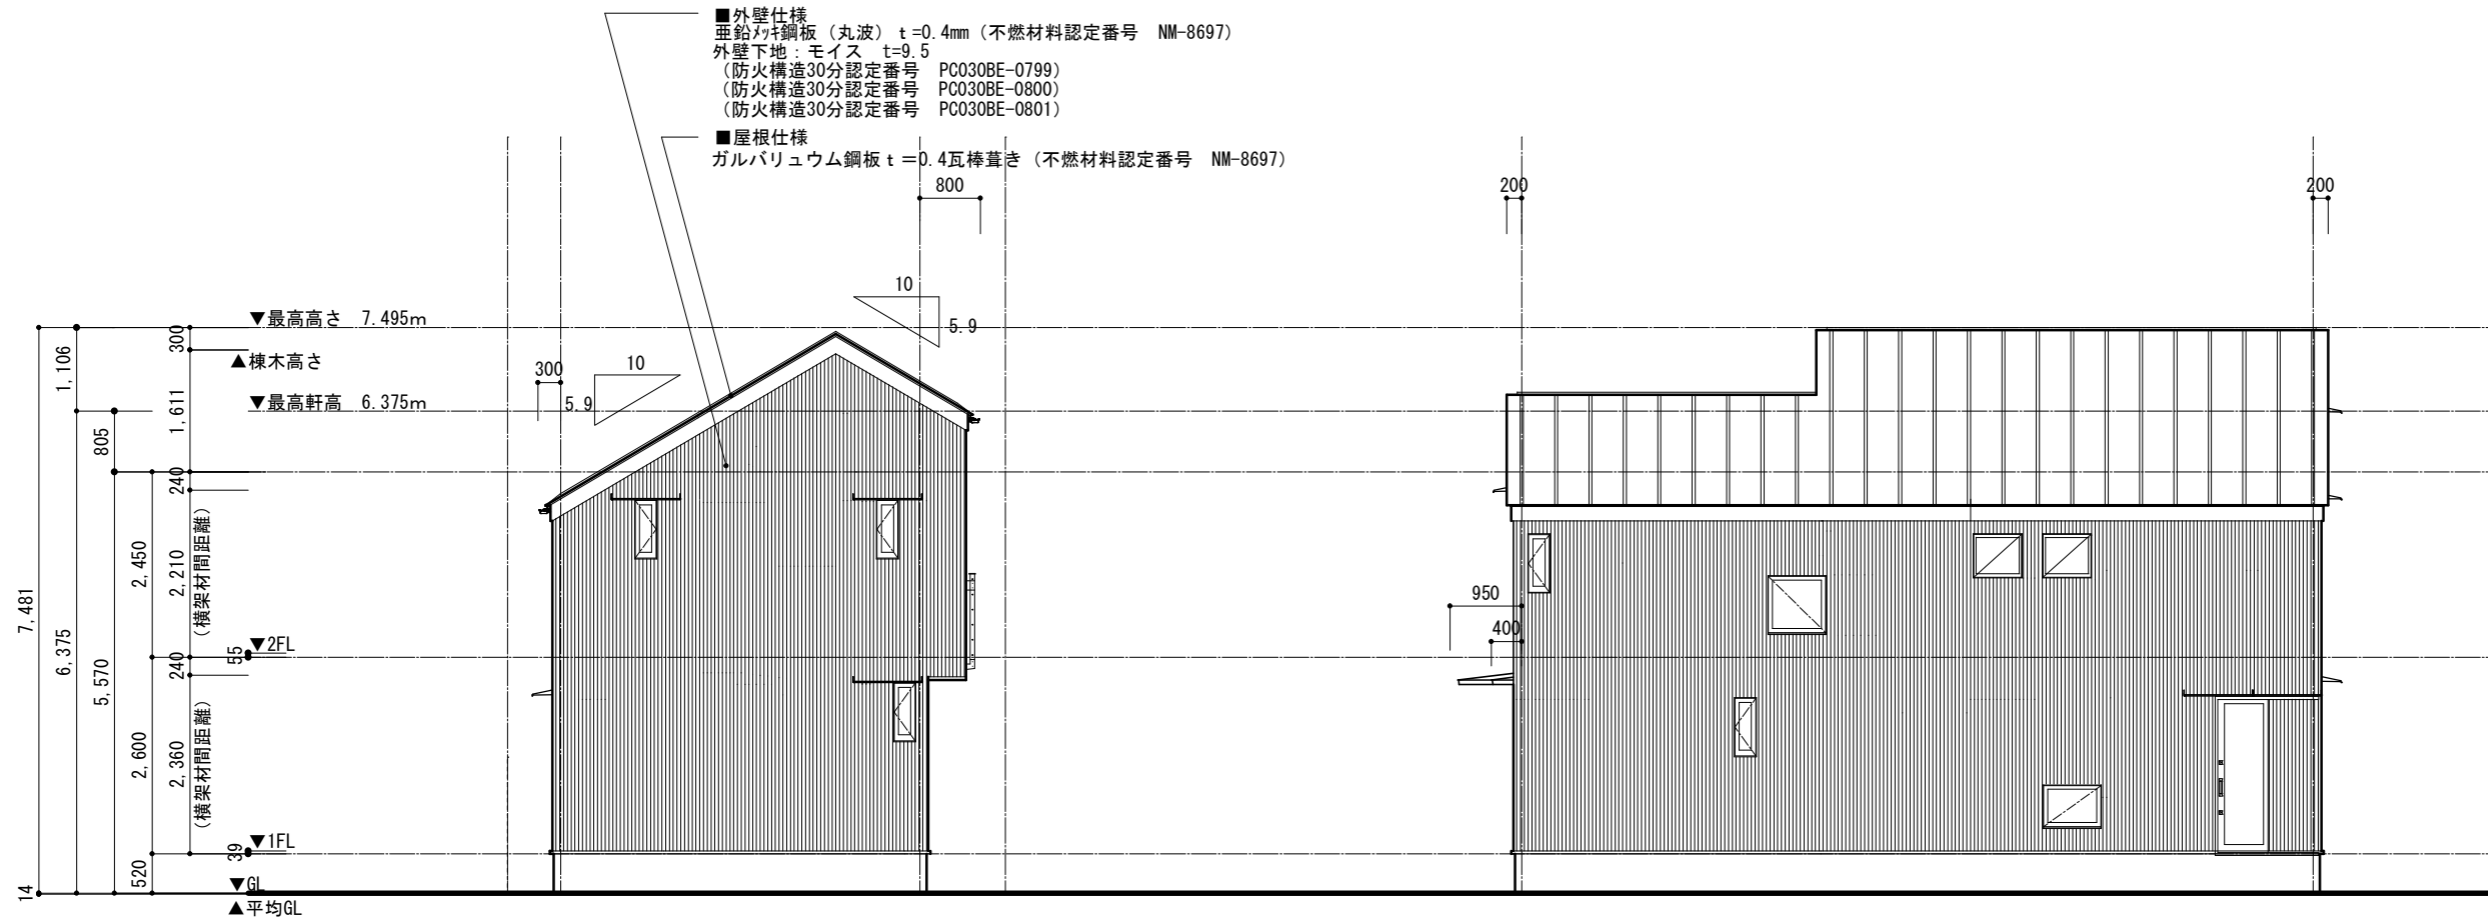 ■外壁仕様
亜鉛ﾒｯｷ鋼板（丸波）ｔ=0.4mm（不燃材料認定番号　NM-8697）
外壁下地：モイス　t=9.5
（防火構造30分認定番号　PC030BE-0799）
（防火構造30分認定番号　PC030BE-0800）
（防火構造30分認定番号　PC030BE-0801）
■屋根仕様
ガルバリュウム鋼板ｔ＝0.4瓦棒葺き（不燃材料認定番号　NM-8697）
800
200
200
10
5.9
10
5.9
300
▼最高高さ　7.495m
▲棟木高さ
▼最高軒高　6.375m
▼2FL
▼1FL
▼GL
▲平均GL
7,481
14
1,106
6,375
805
5,570
2,450
2,600
520
300
1,611
240
2,210
（横架材間距離）
240
2,360
（横架材間距離）
55
39
950
400